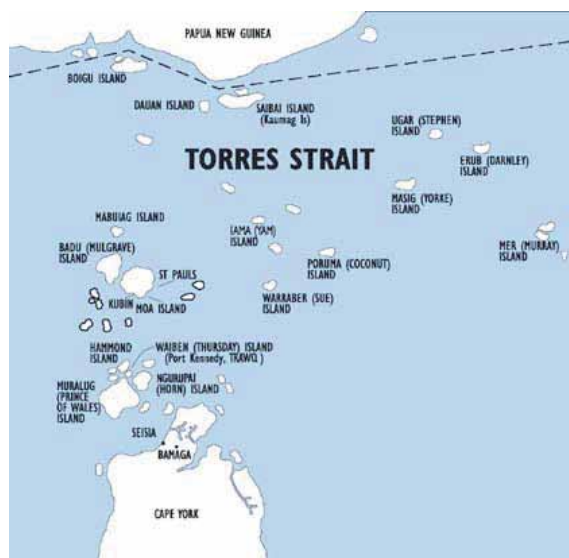 PAPUA NEW GUINEA
BOIGU ISLAND
DAUAN ISLAND
SAIBAI ISLAND
(Kaumag Is)
UGAR (STEPHEN)
ISLAND
TORRES STRAIT
ERUB (DARNLEY)
ISLAND
MASIG (YORKE)
ISLAND
MABUIAG ISLAND
IAMA (YAM)
ISLAND
MER (MURRAY)
ISLAND
BADU (MULGRAVE)
ISLAND
PORUMA (COCONUT)
ISLAND
ST PAULS
KUBIN
MOA ISLAND
WARRABER (SUE)
ISLAND
HAMMOND
ISLAND
WAIBEN (THURSDAY) ISLAND
(Port Kennedy, TRAWQ)
MURALUG
(PRINCE
OF WALES)
ISLAND
NGURUPAI
(HORN) ISLAND
SEISIA
BAMAGA
CAPE YORK